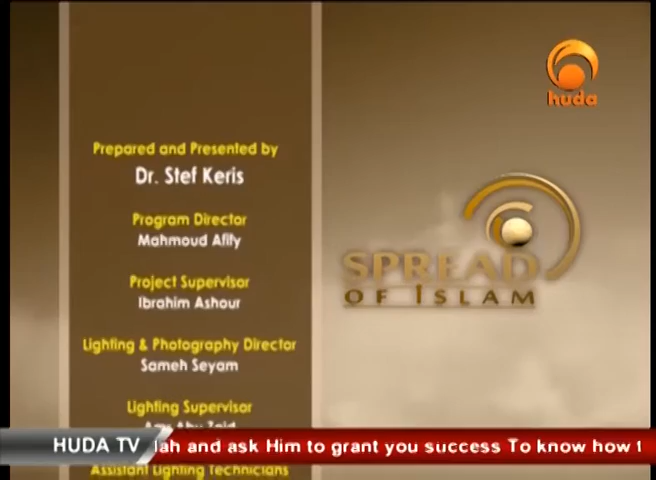 huda
Prepared and Presented by
Dr. Stef Keris
Program Director
Mahmoud Afify
Project Supervisor
Ibrahim Ashour
Lighting & Photography Director
Sameh Seyam
Lighting Supervisor
Assistant Lighting Technicians
SPREAD
OF ISLAM
HUDA TV
lah and ask Him to grant you success To know how t